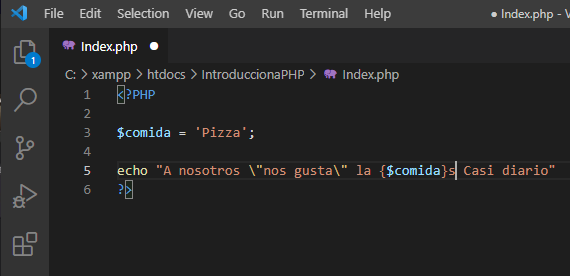 File Edit Selection View Go Run Terminal Help ● Index.php - V
Index.php ●
C: > xampp > htdocs > IntroduccionaPHP > Index.php
1
1 <?PHP
2
3 $comida = 'Pizza';
4
5 echo "A nosotros \"nos gusta\" la {$comida}s Casi diario"
6 ?>